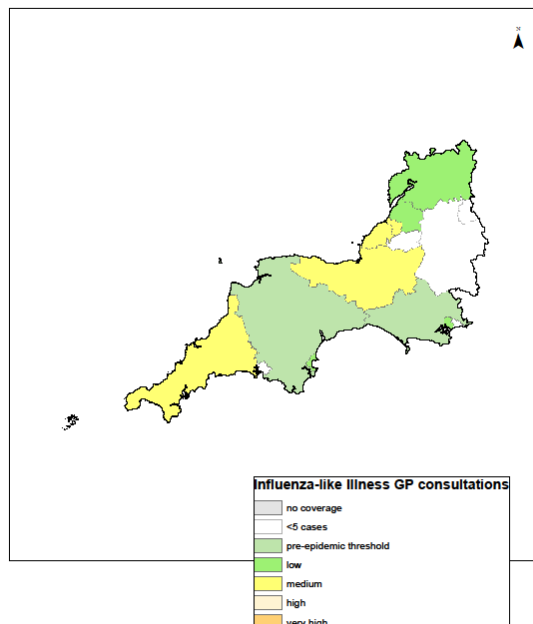 N
Influenza-like Illness GP consultations
no coverage
<5 cases
pre-epidemic threshold
low
medium
high
very high